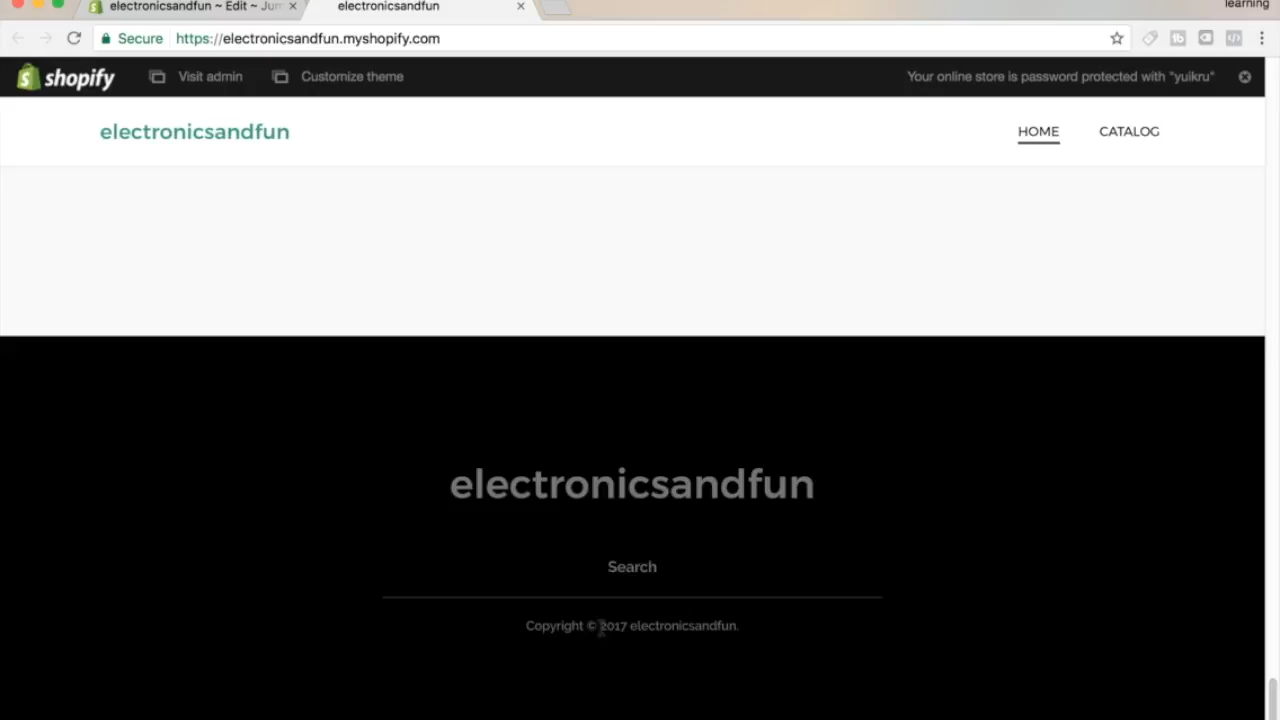 learning
electronicsandfun ~ Edit ~ Jum
electronicsandfun
Secure https://electronicsandfun.myshopify.com
shopify Visit admin Customize theme Your online store is password protected with "yuikru"
electronicsandfun HOME CATALOG
electronicsandfun
Search
Copyright © 2017 electronicsandfun.